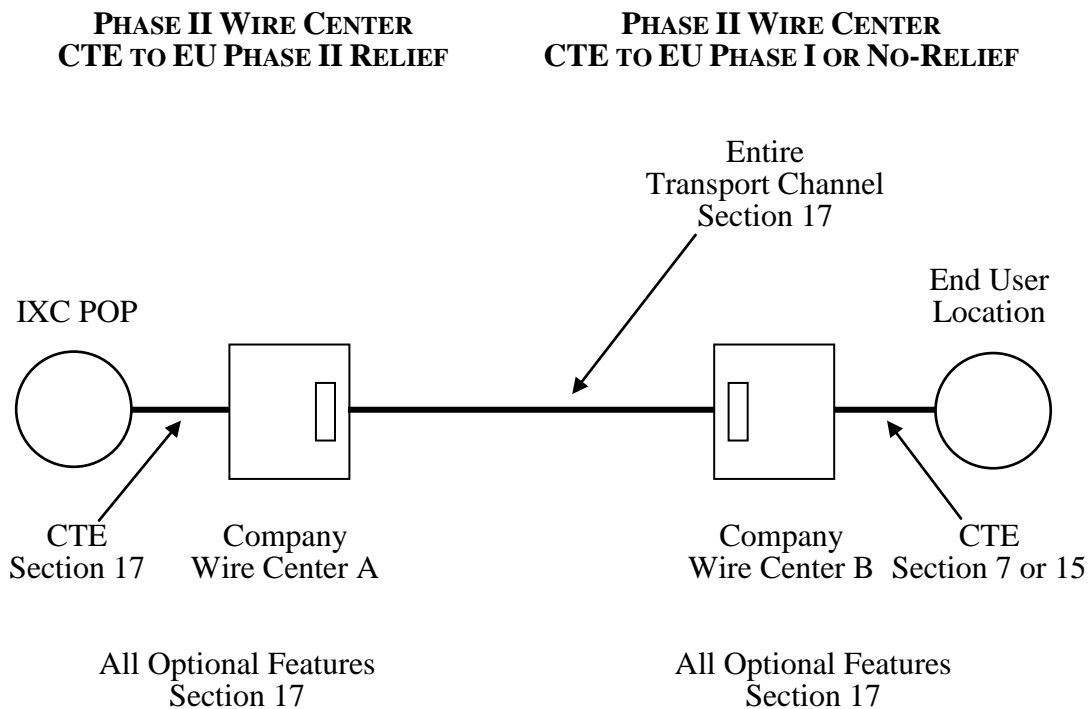 PHASE II WIRE CENTER
CTE TO EU PHASE II RELIEF
PHASE II WIRE CENTER
CTE TO EU PHASE I OR NO-RELIEF
Entire
Transport Channel
Section 17
IXC POP
End User
Location
CTE
Section 17
Company
Wire Center A
Company
Wire Center B
CTE
Section 7 or 15
All Optional Features
Section 17
All Optional Features
Section 17